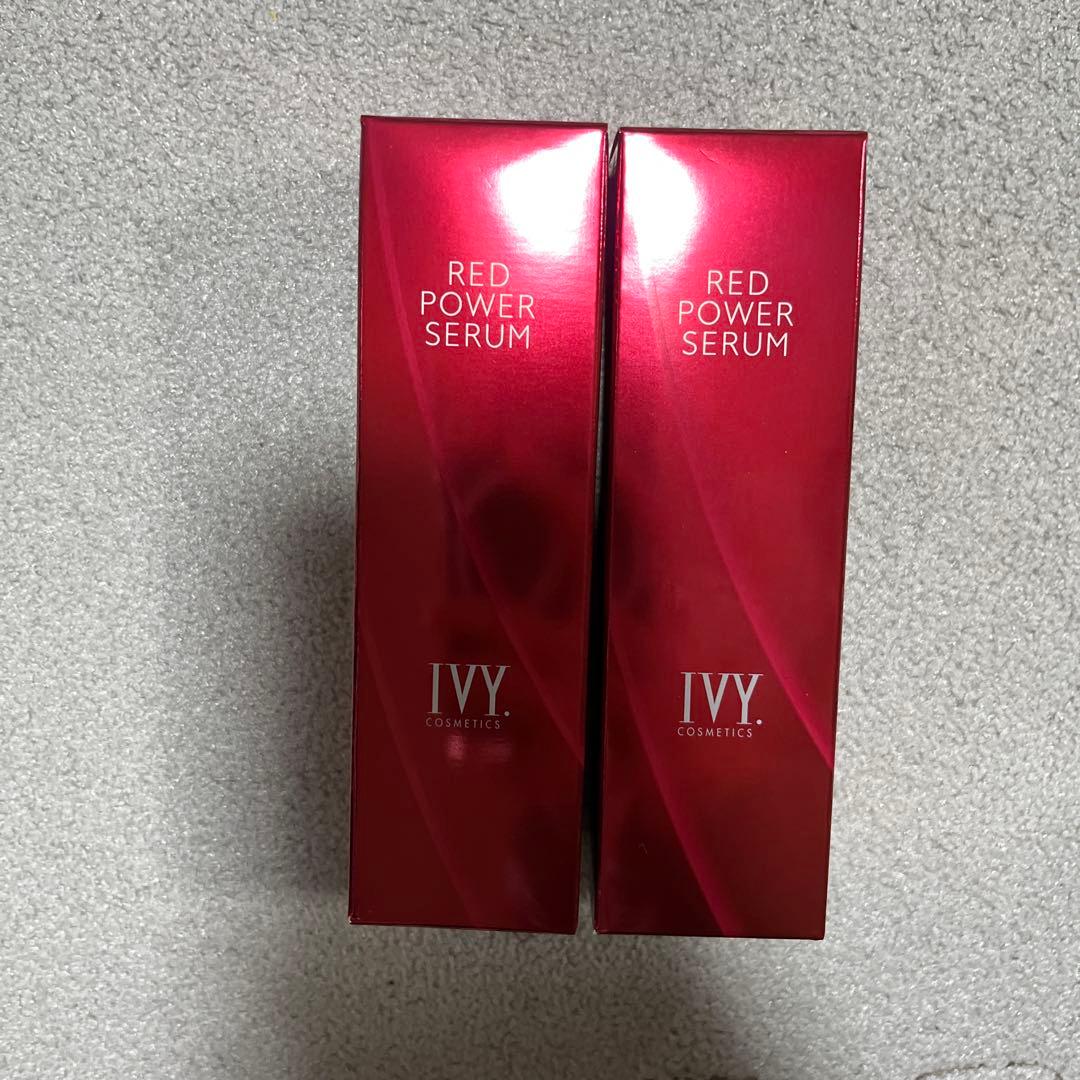 RED
POWER
SERUM
IVY.
COSMETICS
RED
POWER
SERUM
IVY.
COSMETICS